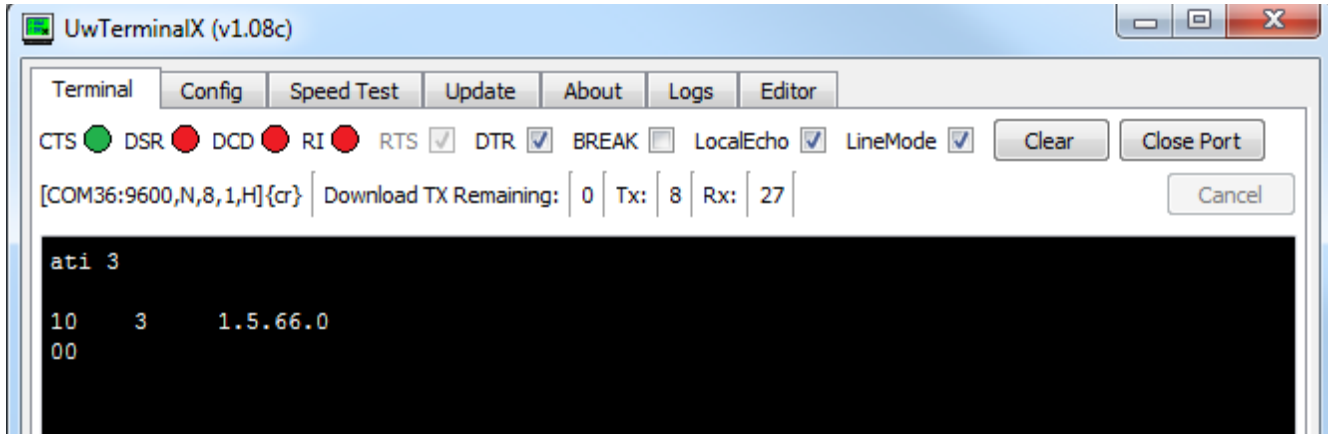 UwTerminalX (v1.08c)
Terminal Config Speed Test Update About Logs Editor
CTS DSR DCD RI RTS DTR BREAK LocalEcho LineMode Clear Close Port
[COM36:9600,N,8,1,H]{cr} Download TX Remaining: 0 Tx: 8 Rx: 27 Cancel
ati 3
10 3 1.5.66.0
00